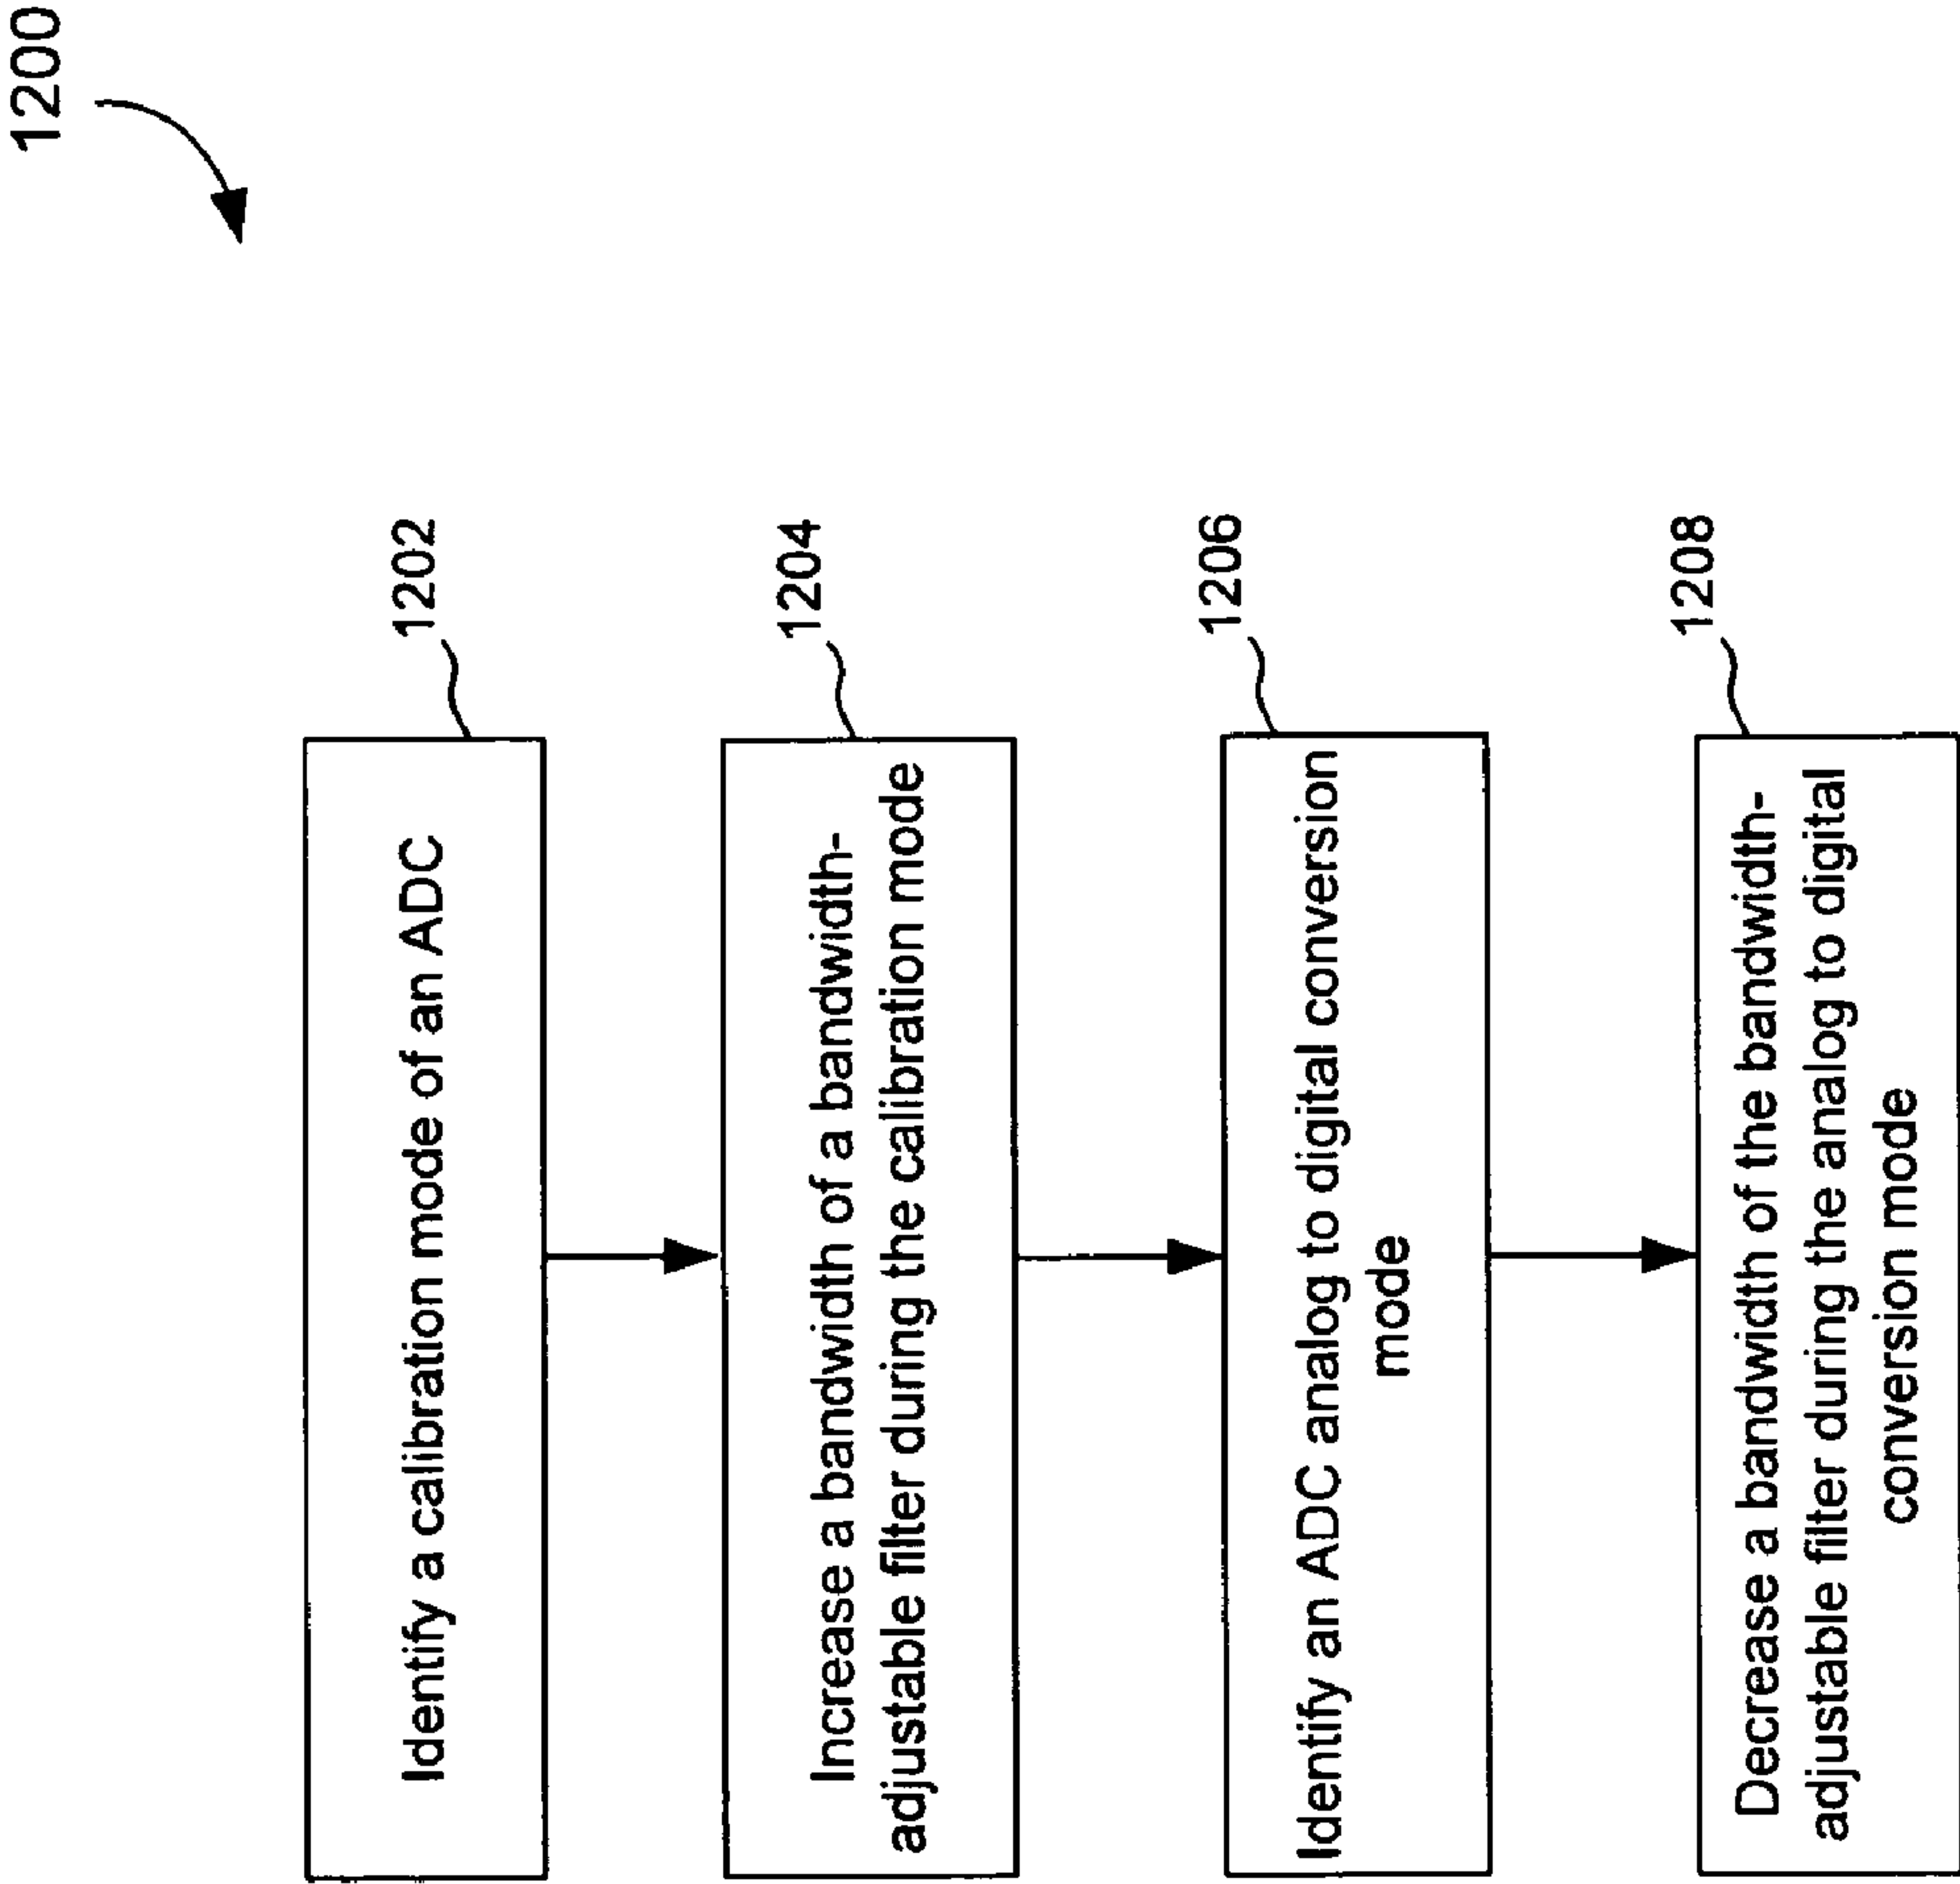 1200
1202
Identify a calibration mode of an ADC
1204
Increase a bandwidth of a bandwidth-
adjustable filter during the calibration mode
1206
Identify an ADC analog to digital conversion
mode
1208
Decrease a bandwidth of the bandwidth-
adjustable filter during the analog to digital
conversion mode